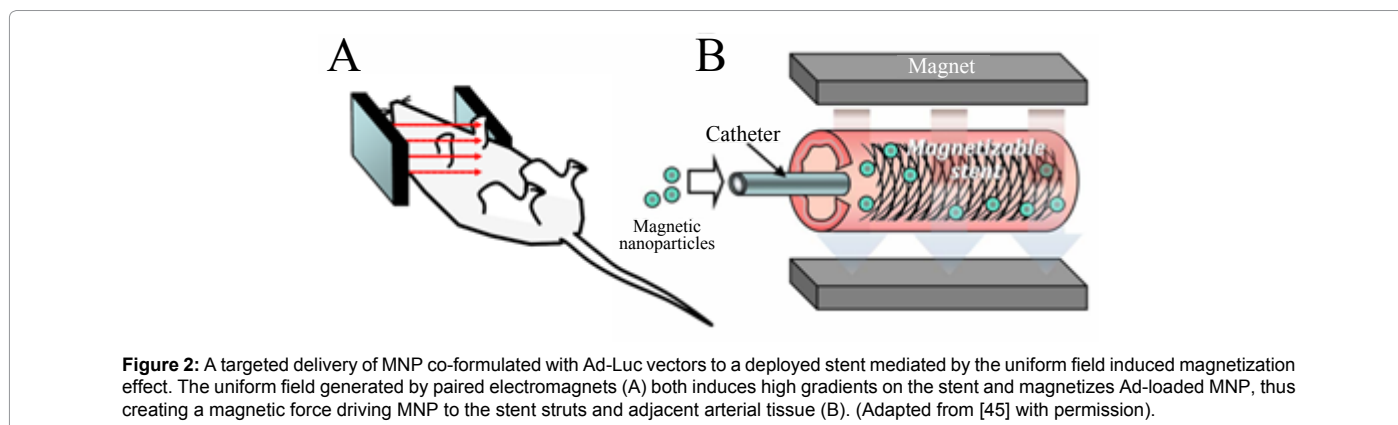 A
B
Magnet
Catheter
Magnetizable
stent
Magnetic
nanoparticles
Figure 2: A targeted delivery of MNP co-formulated with Ad-Luc vectors to a deployed stent mediated by the uniform field induced magnetization
effect. The uniform field generated by paired electromagnets (A) both induces high gradients on the stent and magnetizes Ad-loaded MNP, thus
creating a magnetic force driving MNP to the stent struts and adjacent arterial tissue (B). (Adapted from [45] with permission).